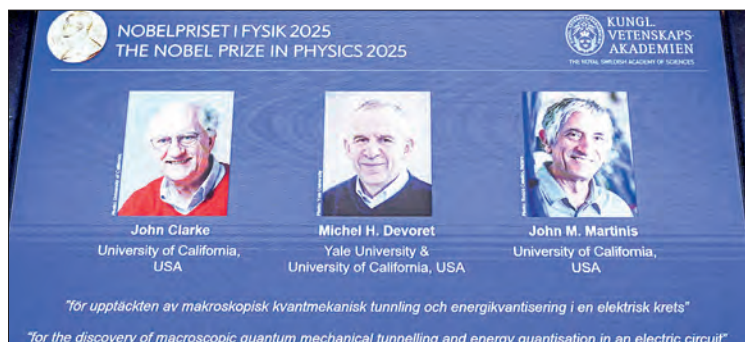 NOBELPRISET I FYSIK 2025
THE NOBEL PRIZE IN PHYSICS 2025
KUNGL.
VETENSKAPS-
AKADEMIEN
THE ROYAL SWEDISH ACADEMY OF SCIENCES
John Clarke
University of California,
USA
Michel H. Devoret
Yale University &
University of California, USA
John M. Martinis
University of California,
USA
"för upptäckten av makroskopisk kvantmekanisk tunnling och energikvantisering i en elektrisk krets"
"for the discovery of macroscopic quantum mechanical tunnelling and energy quantisation in an electric circuit"